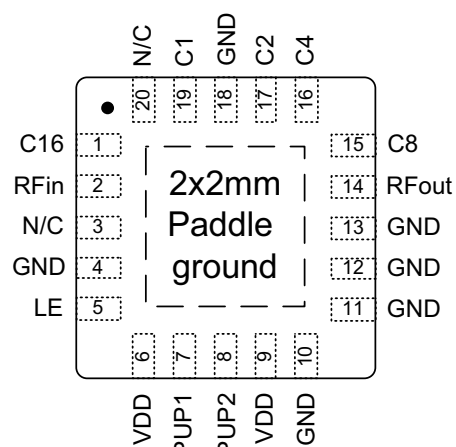 N/C C1 GND C2 C4
20 19 18 17 16
C16 1 15 C8
RFin 2 14 RFout
N/C 3 13 GND
GND 4 12 GND
LE 5 11 GND
2x2mm
Paddle
ground
6 7 8 9 10
VDD PUP1 PUP2 VDD GND